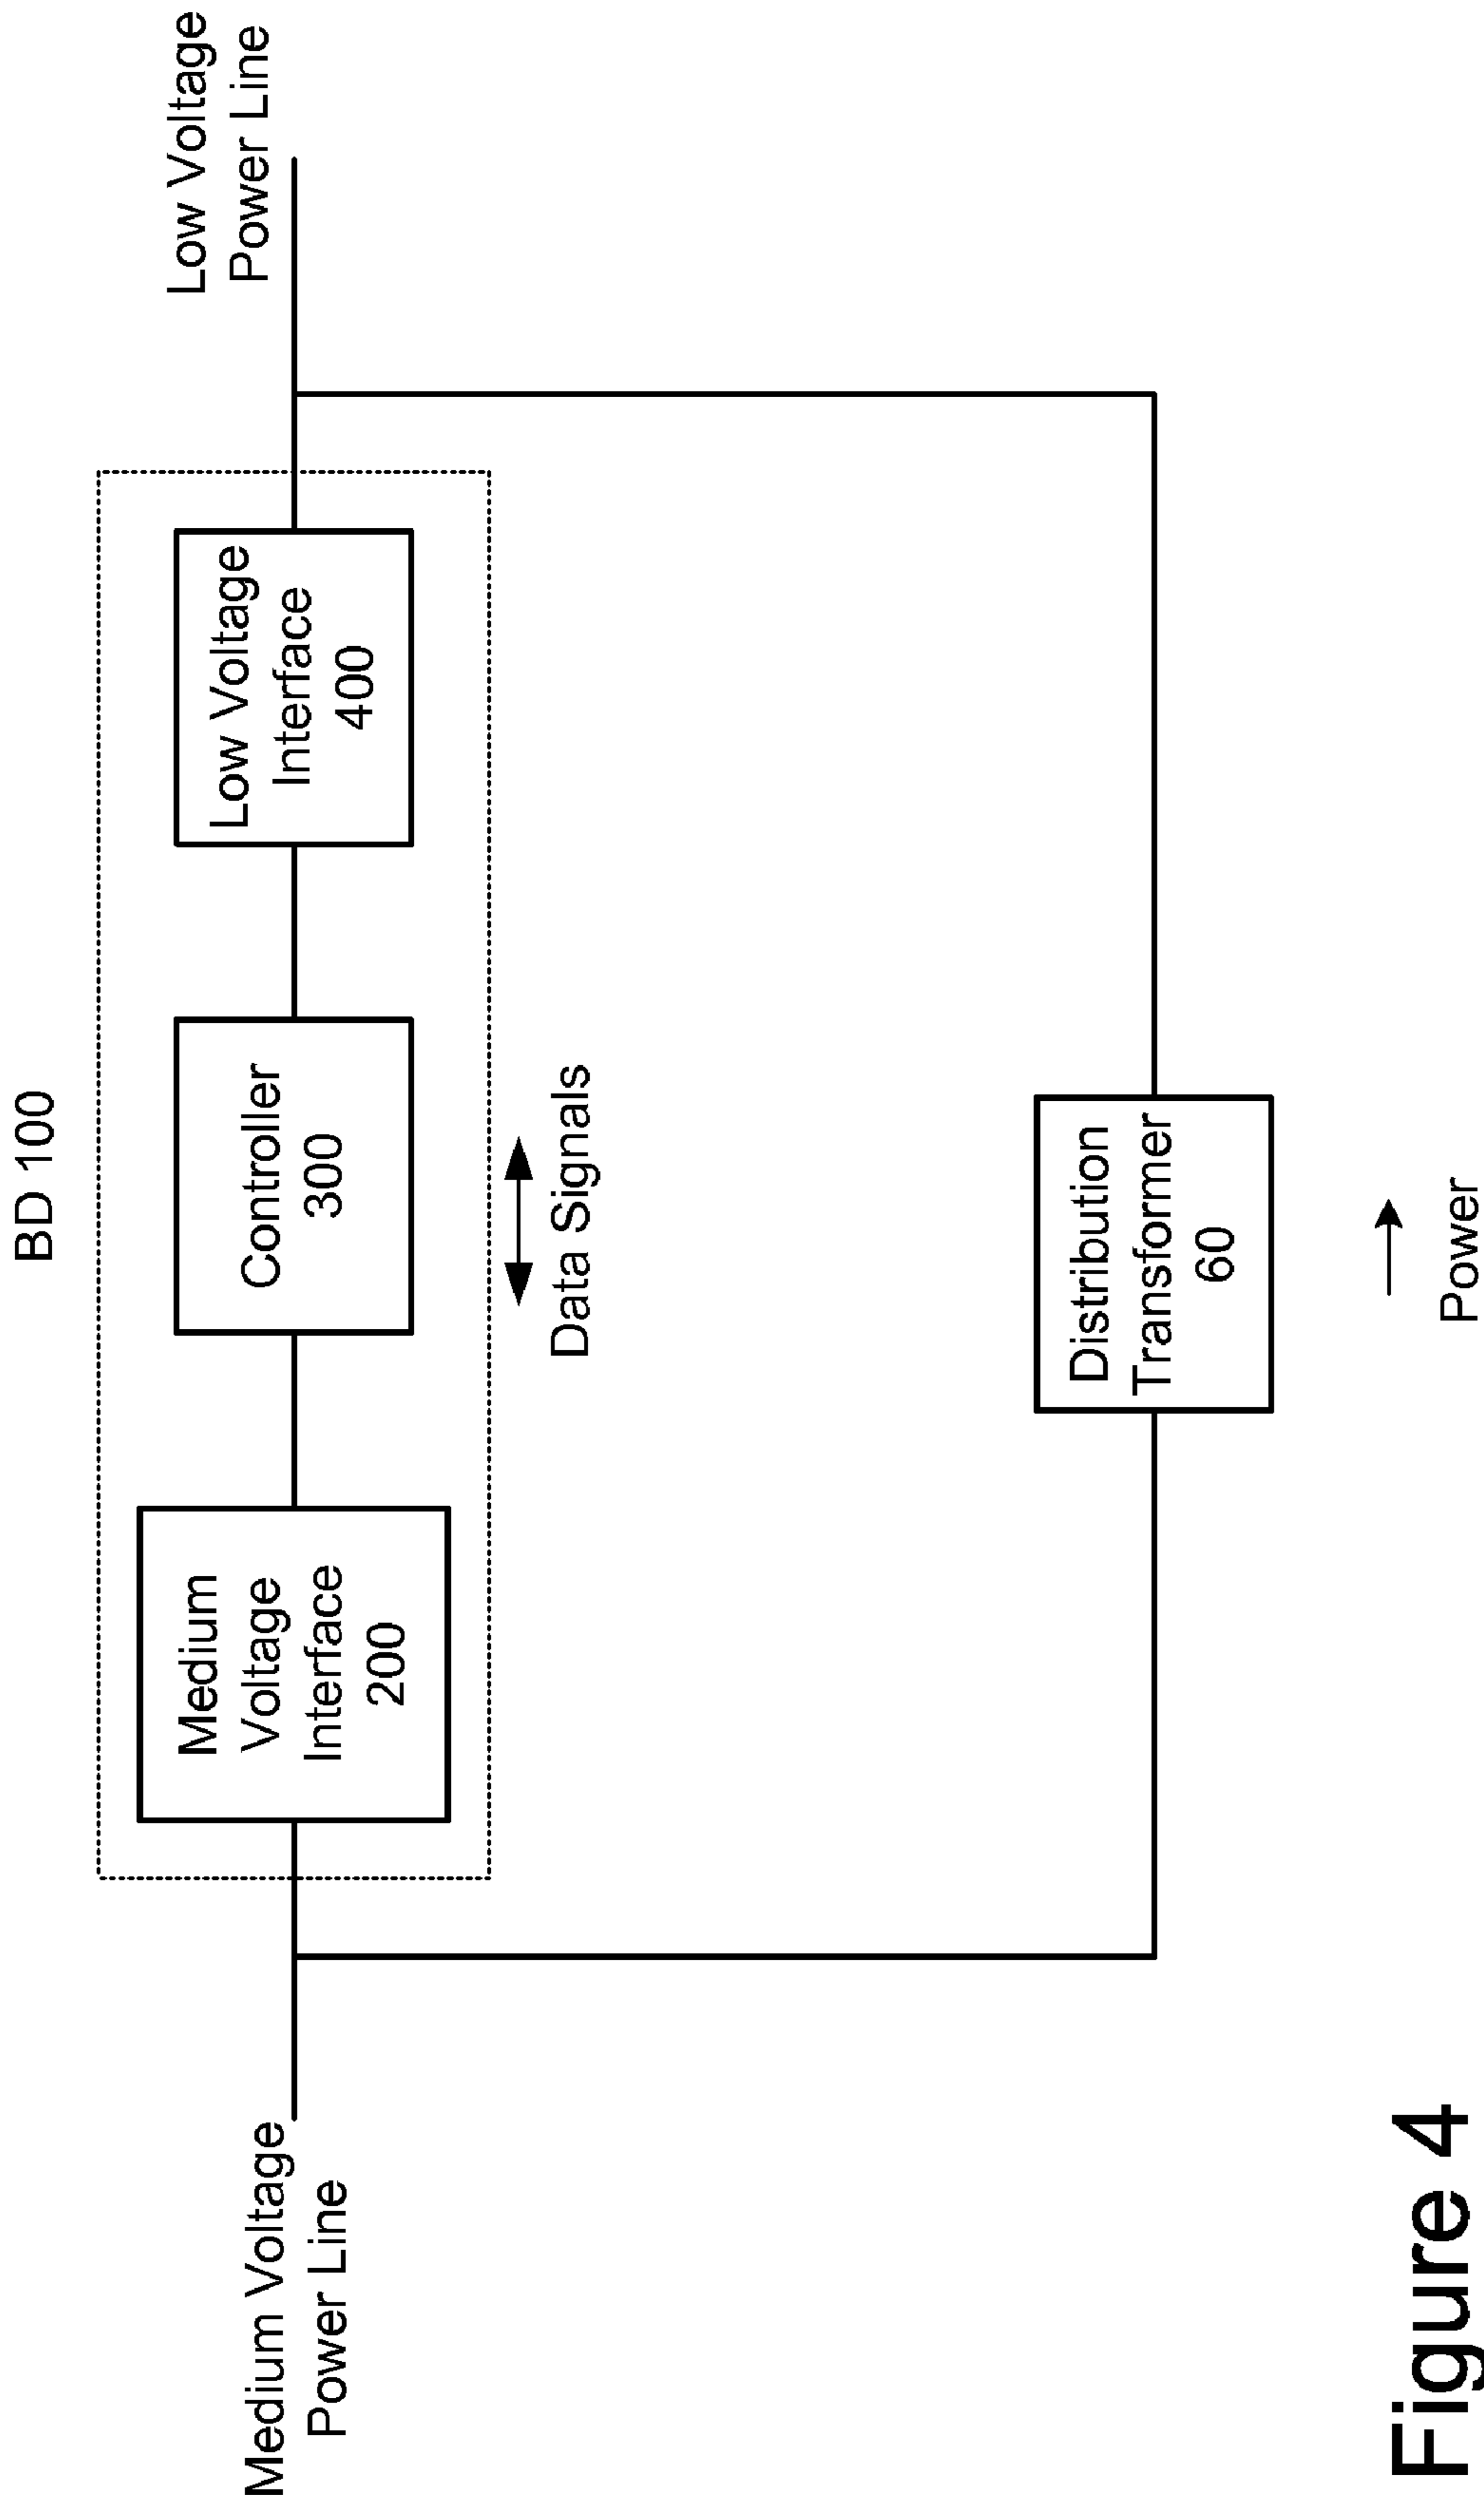 BD 100
Low Voltage
Power Line
Medium Voltage
Power Line
Medium
Voltage
Interface
200
Controller
300
Low Voltage
Interface
400
Data Signals
Distribution
Transformer
60
Power
Figure 4